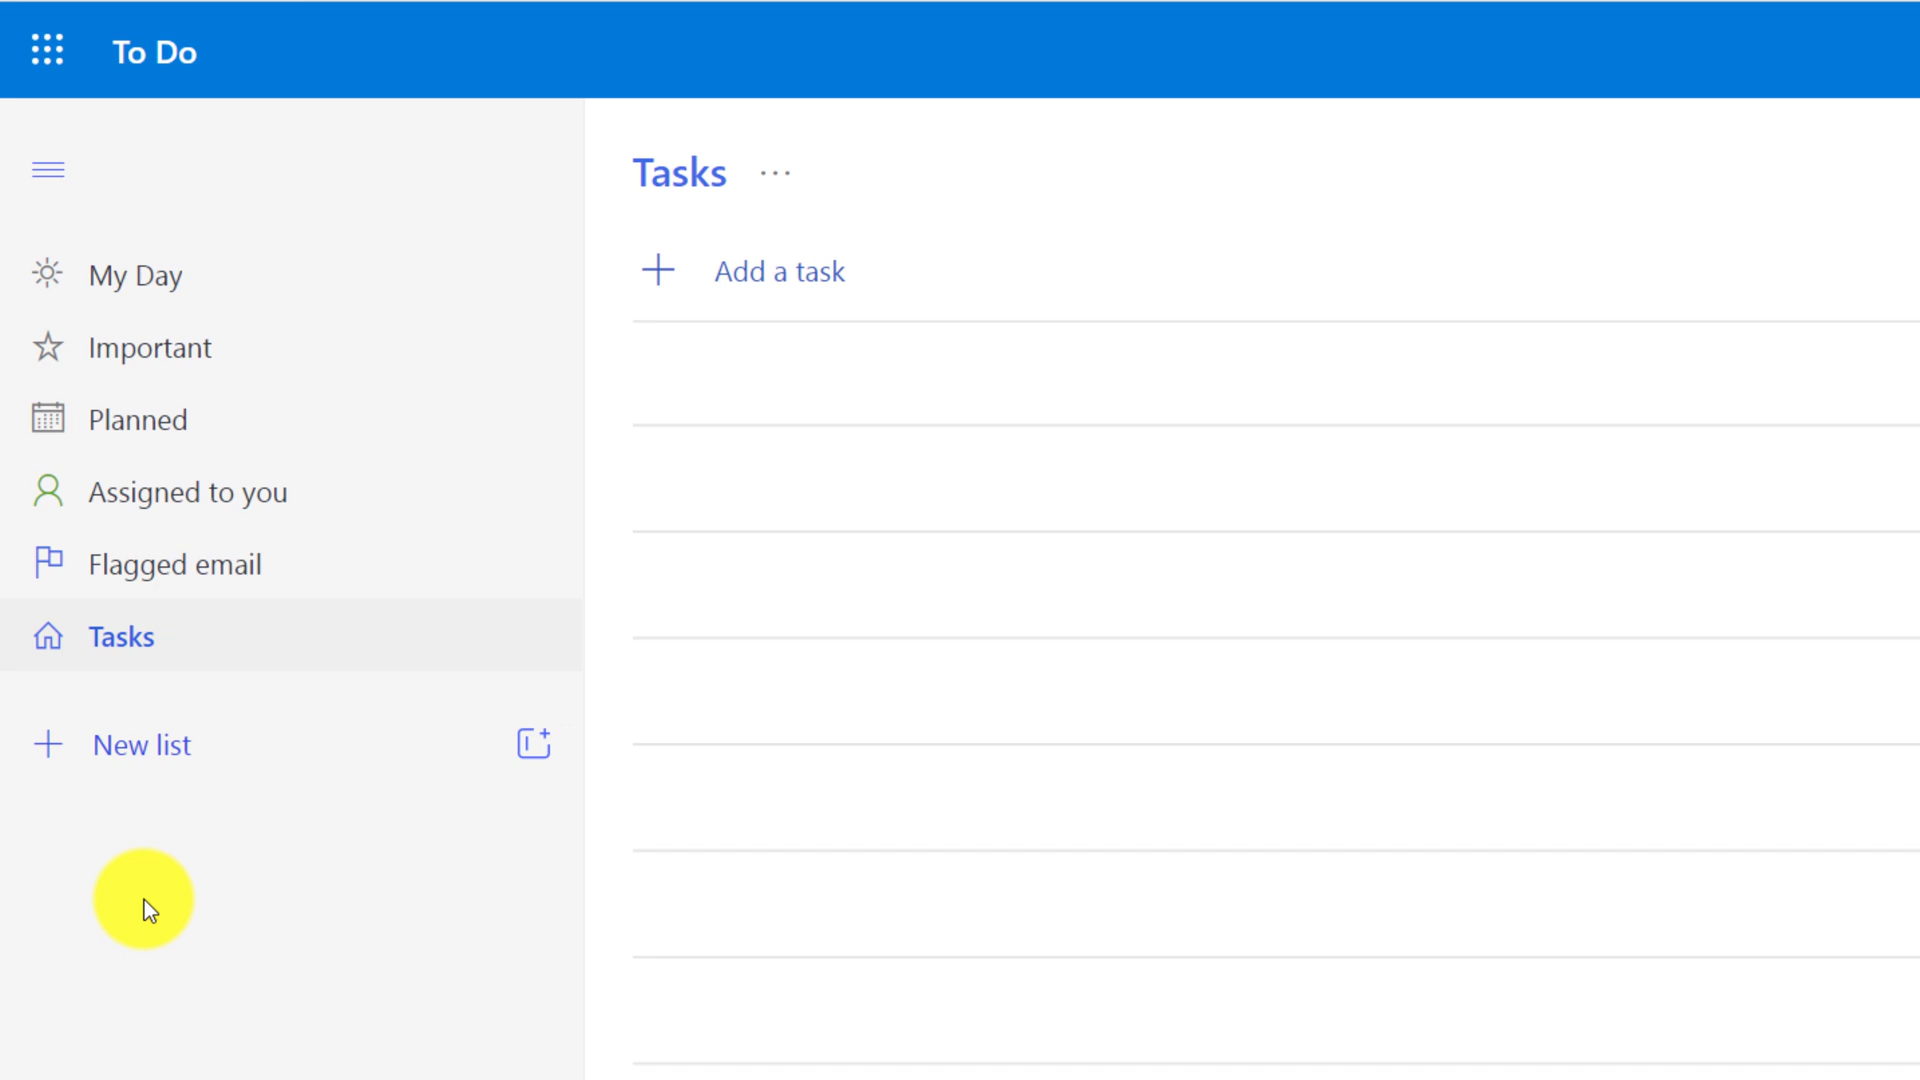 To Do
My Day
Important
Planned
Assigned to you
Flagged email
Tasks
New list
Tasks ...
Add a task